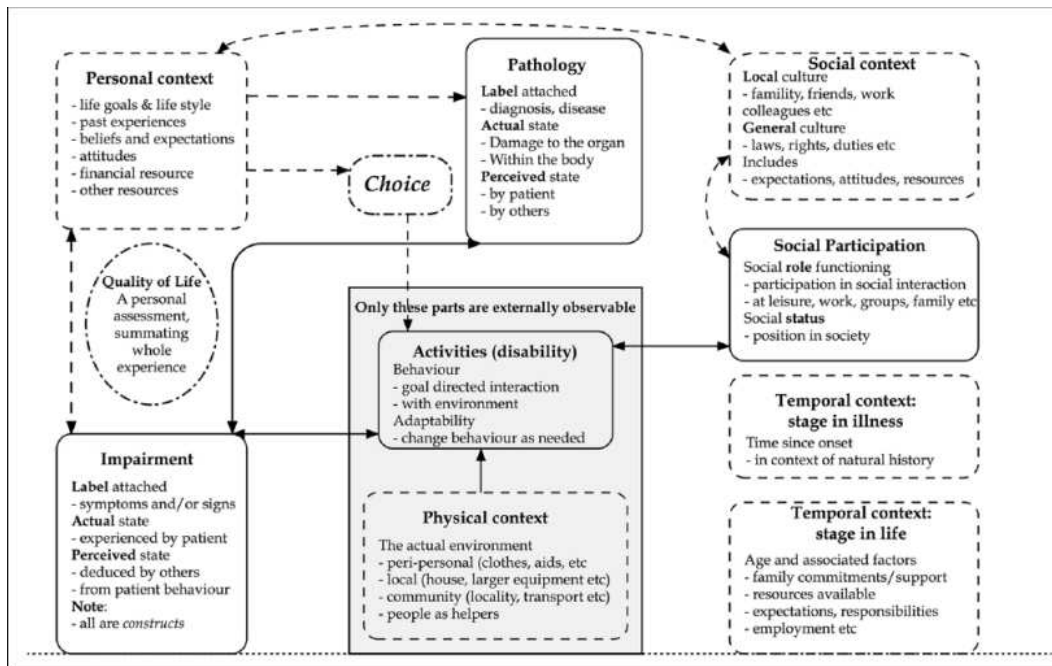 Personal context
- life goals & life style
- past experiences
- beliefs and expectations
- attitudes
- financial resource
- other resources
Choice
Pathology
Label attached
- diagnosis, disease
Actual state
- Damage to the organ
- Within the body
Perceived state
- by patient
- by others
Social context
Local culture
- famility, friends, work
colleagues etc
General culture
- laws, rights, duties etc
Includes
- expectations, attitudes, resources
Quality of Life
A personal
assessment,
summating
whole
experience
Only these parts are externally observable
Activities (disability)
Behaviour
- goal directed interaction
- with environment
Adaptability
- change behaviour as needed
Social Participation
Social role functioning
- participation in social interaction
- at leisure, work, groups, family etc
Social status
- position in society
Impairment
Label attached
- symptoms and/or signs
Actual state
- experienced by patient
Perceived state
- deduced by others
- from patient behaviour
Note:
- all are constructs
Physical context
The actual environment
- peri-personal (clothes, aids, etc
- local (house, larger equipment etc)
- community (locality, transport etc)
- people as helpers
Temporal context:
stage in illness
Time since onset
- in context of natural history
Temporal context:
stage in life
Age and associated factors
- family commitments/support
- resources available
- expectations, responsibilities
- employment etc